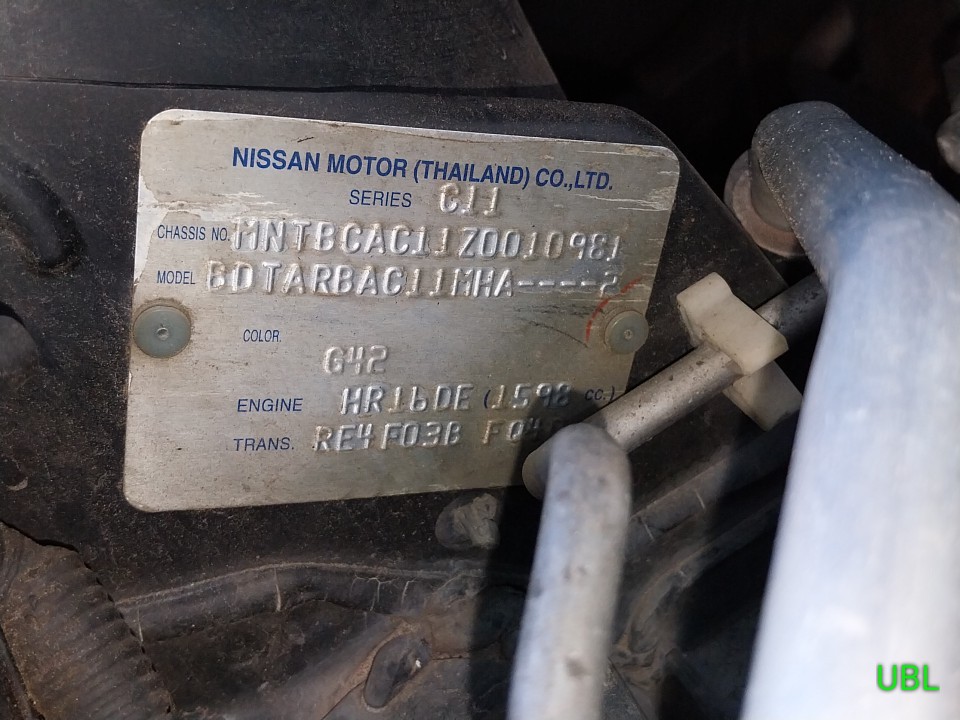 NISSAN MOTOR (THAILAND) CO.,LTD.
SERIES C11
CHASSIS NO. MNTBCAC11Z0010981
MODEL BDTARBAC11MHA----2
COLOR.
G42
ENGINE HR16DE (1598 CC.)
TRANS. RE4F03B
UBL